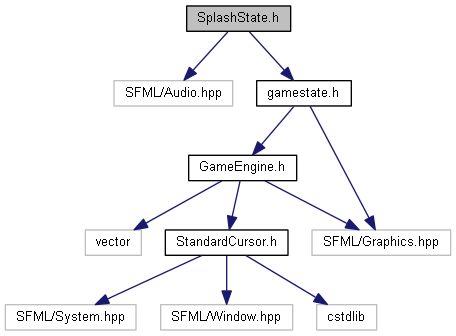 SplashState.h
SFML/Audio.hpp
gamestate.h
GameEngine.h
vector
StandardCursor.h
SFML/Graphics.hpp
SFML/System.hpp
SFML/Window.hpp
cstdlib